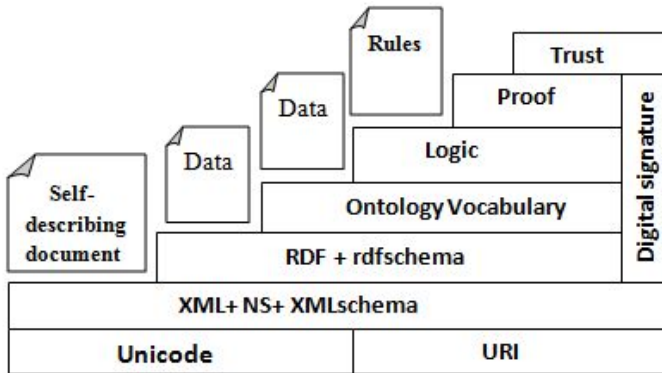 Rules
Trust
Proof
Data
Digital signature
Logic
Data
Self-
describing
document
Ontology Vocabulary
RDF + rdfschema
XML+ NS+ XMLschema
Unicode
URI